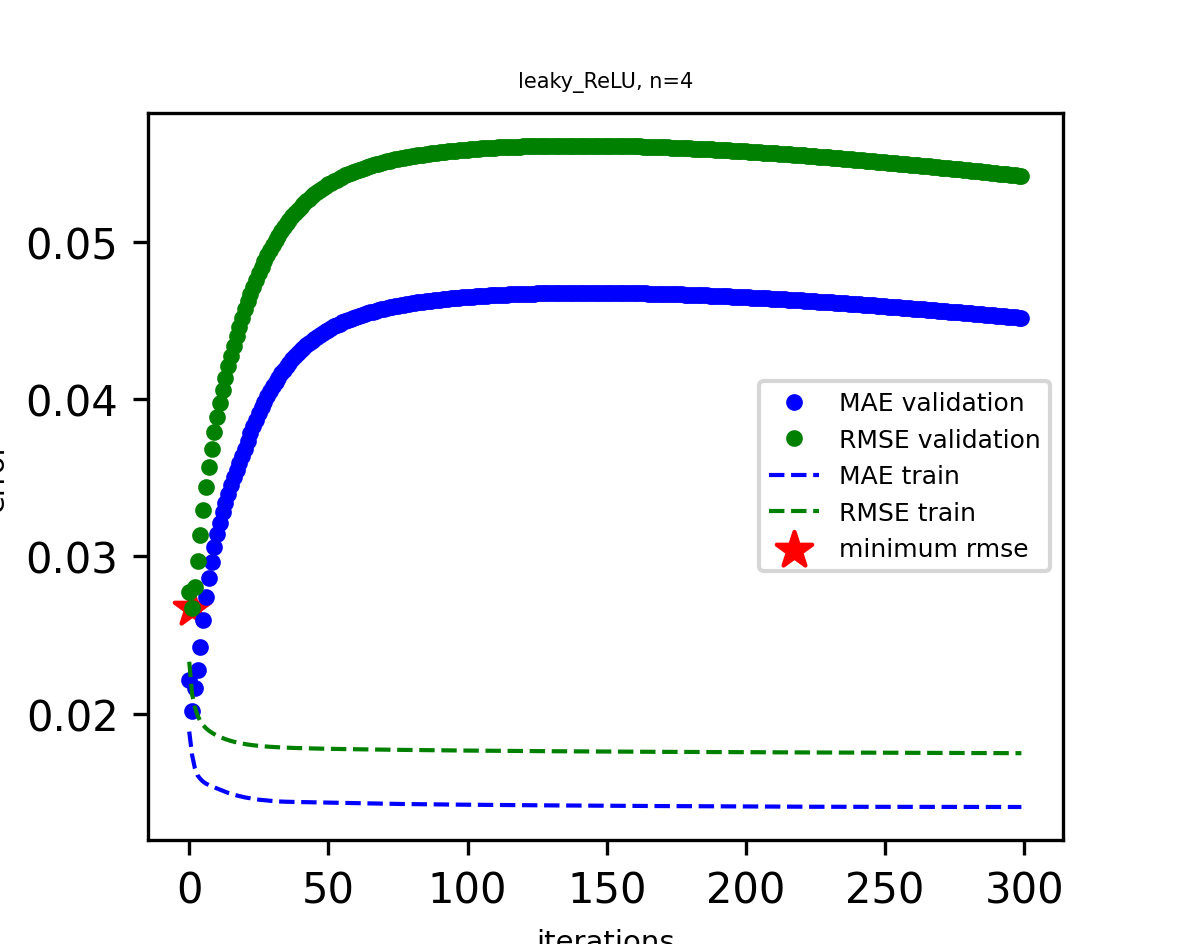 leaky_ReLU, n=4
0.05
0.04
0.03
0.02
MAE validation
RMSE validation
MAE train
RMSE train
minimum rmse
0 50 100 150 200 250 300
iterations